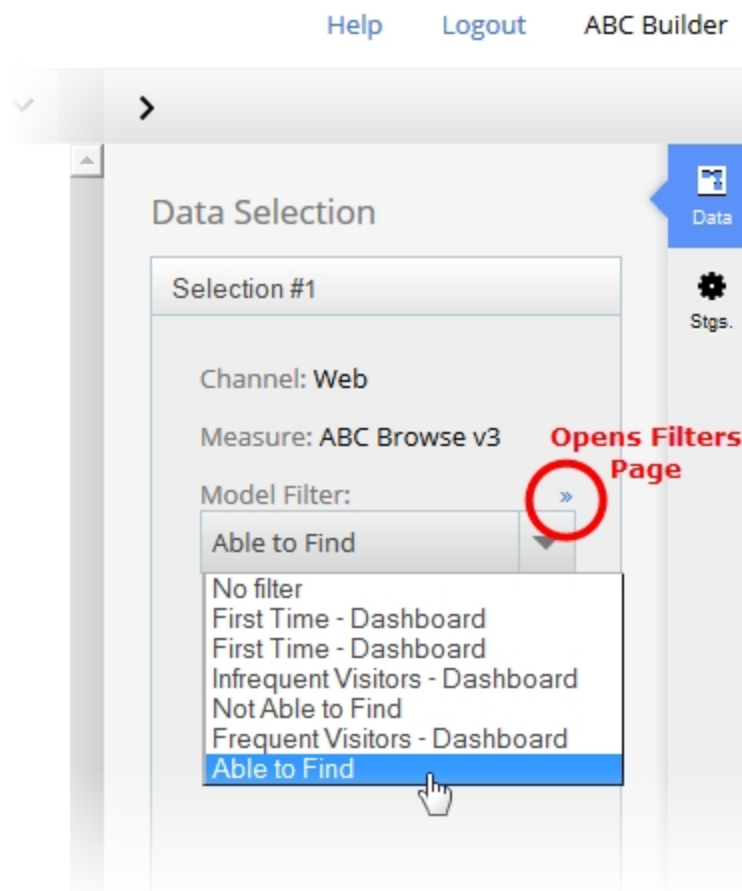 Help Logout ABC Builder
Data Selection
Data
Selection #1
Stgs.
Channel: Web
Measure: ABC Browse v3
Opens Filters
Page
Model Filter: »
Able to Find
No filter
First Time - Dashboard
First Time - Dashboard
Infrequent Visitors - Dashboard
Not Able to Find
Frequent Visitors - Dashboard
Able to Find